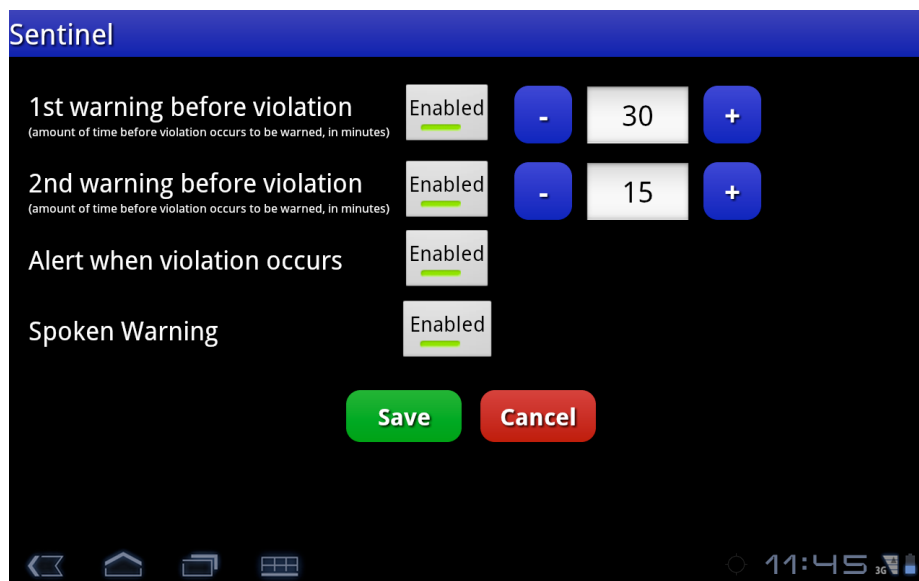 Sentinel
1st warning before violation
(amount of time before violation occurs to be warned, in minutes)
Enabled
-
30
+
2nd warning before violation
(amount of time before violation occurs to be warned, in minutes)
Enabled
-
15
+
Alert when violation occurs
Enabled
Spoken Warning
Enabled
Save
Cancel
11:45
3G